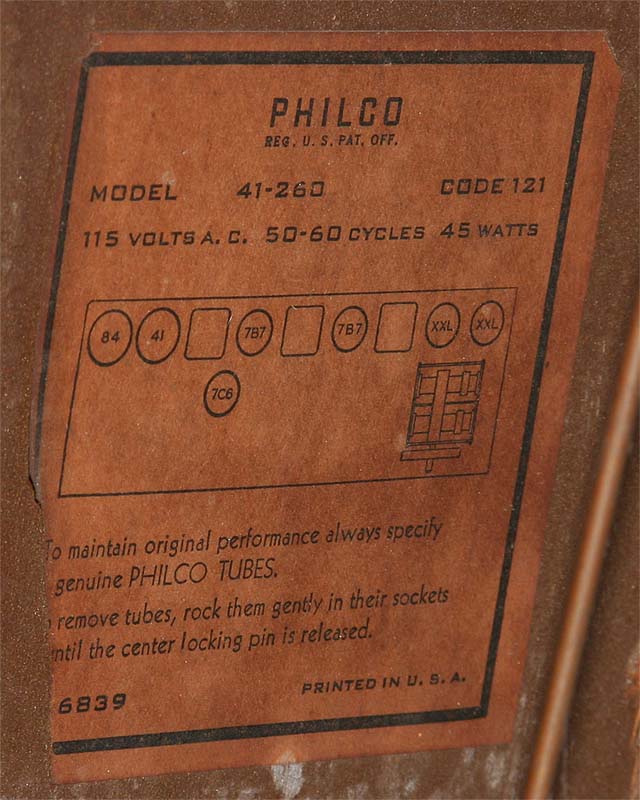 PHILCO
REG. U. S. PAT. OFF.
MODEL 41-260 CODE 121
115 VOLTS A. C. 50-60 CYCLES 45 WATTS
84 41 7B7 7B7 XXL XXL
7C6
To maintain original performance always specify
genuine PHILCO TUBES.
remove tubes, rock them gently in their sockets
ntil the center locking pin is released.
6839 PRINTED IN U. S. A.